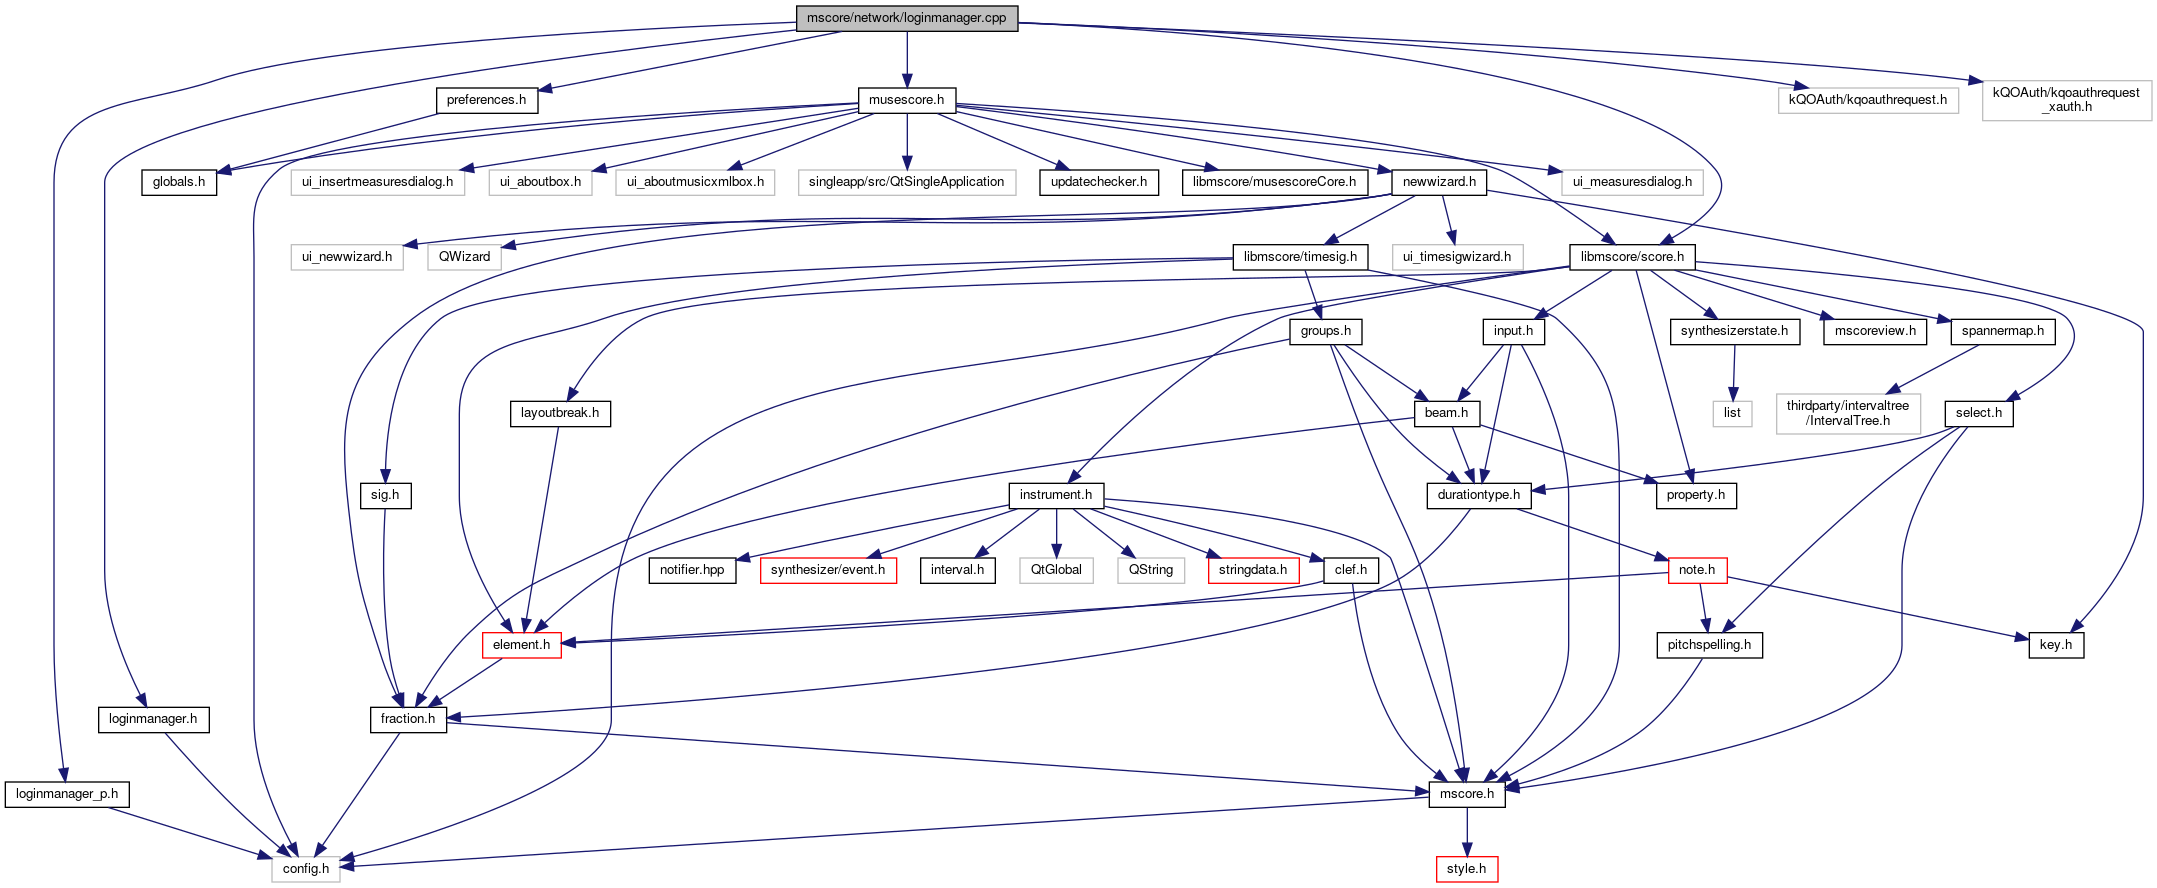 mscore/network/loginmanager.cpp
preferences.h
musescore.h
kQOAuth/kqoauthrequest.h
kQOAuth/kqoauthrequest
_xauth.h
globals.h
ui_insertmeasuresdialog.h
ui_aboutbox.h
ui_aboutmusicxmlbox.h
singleapp/src/QtSingleApplication
updatechecker.h
libmscore/musescoreCore.h
newwizard.h
ui_measuresdialog.h
ui_newwizard.h
QWizard
libmscore/timesig.h
ui_timesigwizard.h
libmscore/score.h
groups.h
input.h
synthesizerstate.h
mscoreview.h
spannermap.h
layoutbreak.h
beam.h
list
thirdparty/intervaltree
/IntervalTree.h
select.h
sig.h
instrument.h
durationtype.h
property.h
notifier.hpp
synthesizer/event.h
interval.h
QtGlobal
QString
stringdata.h
clef.h
note.h
element.h
pitchspelling.h
key.h
loginmanager.h
fraction.h
loginmanager_p.h
mscore.h
config.h
style.h